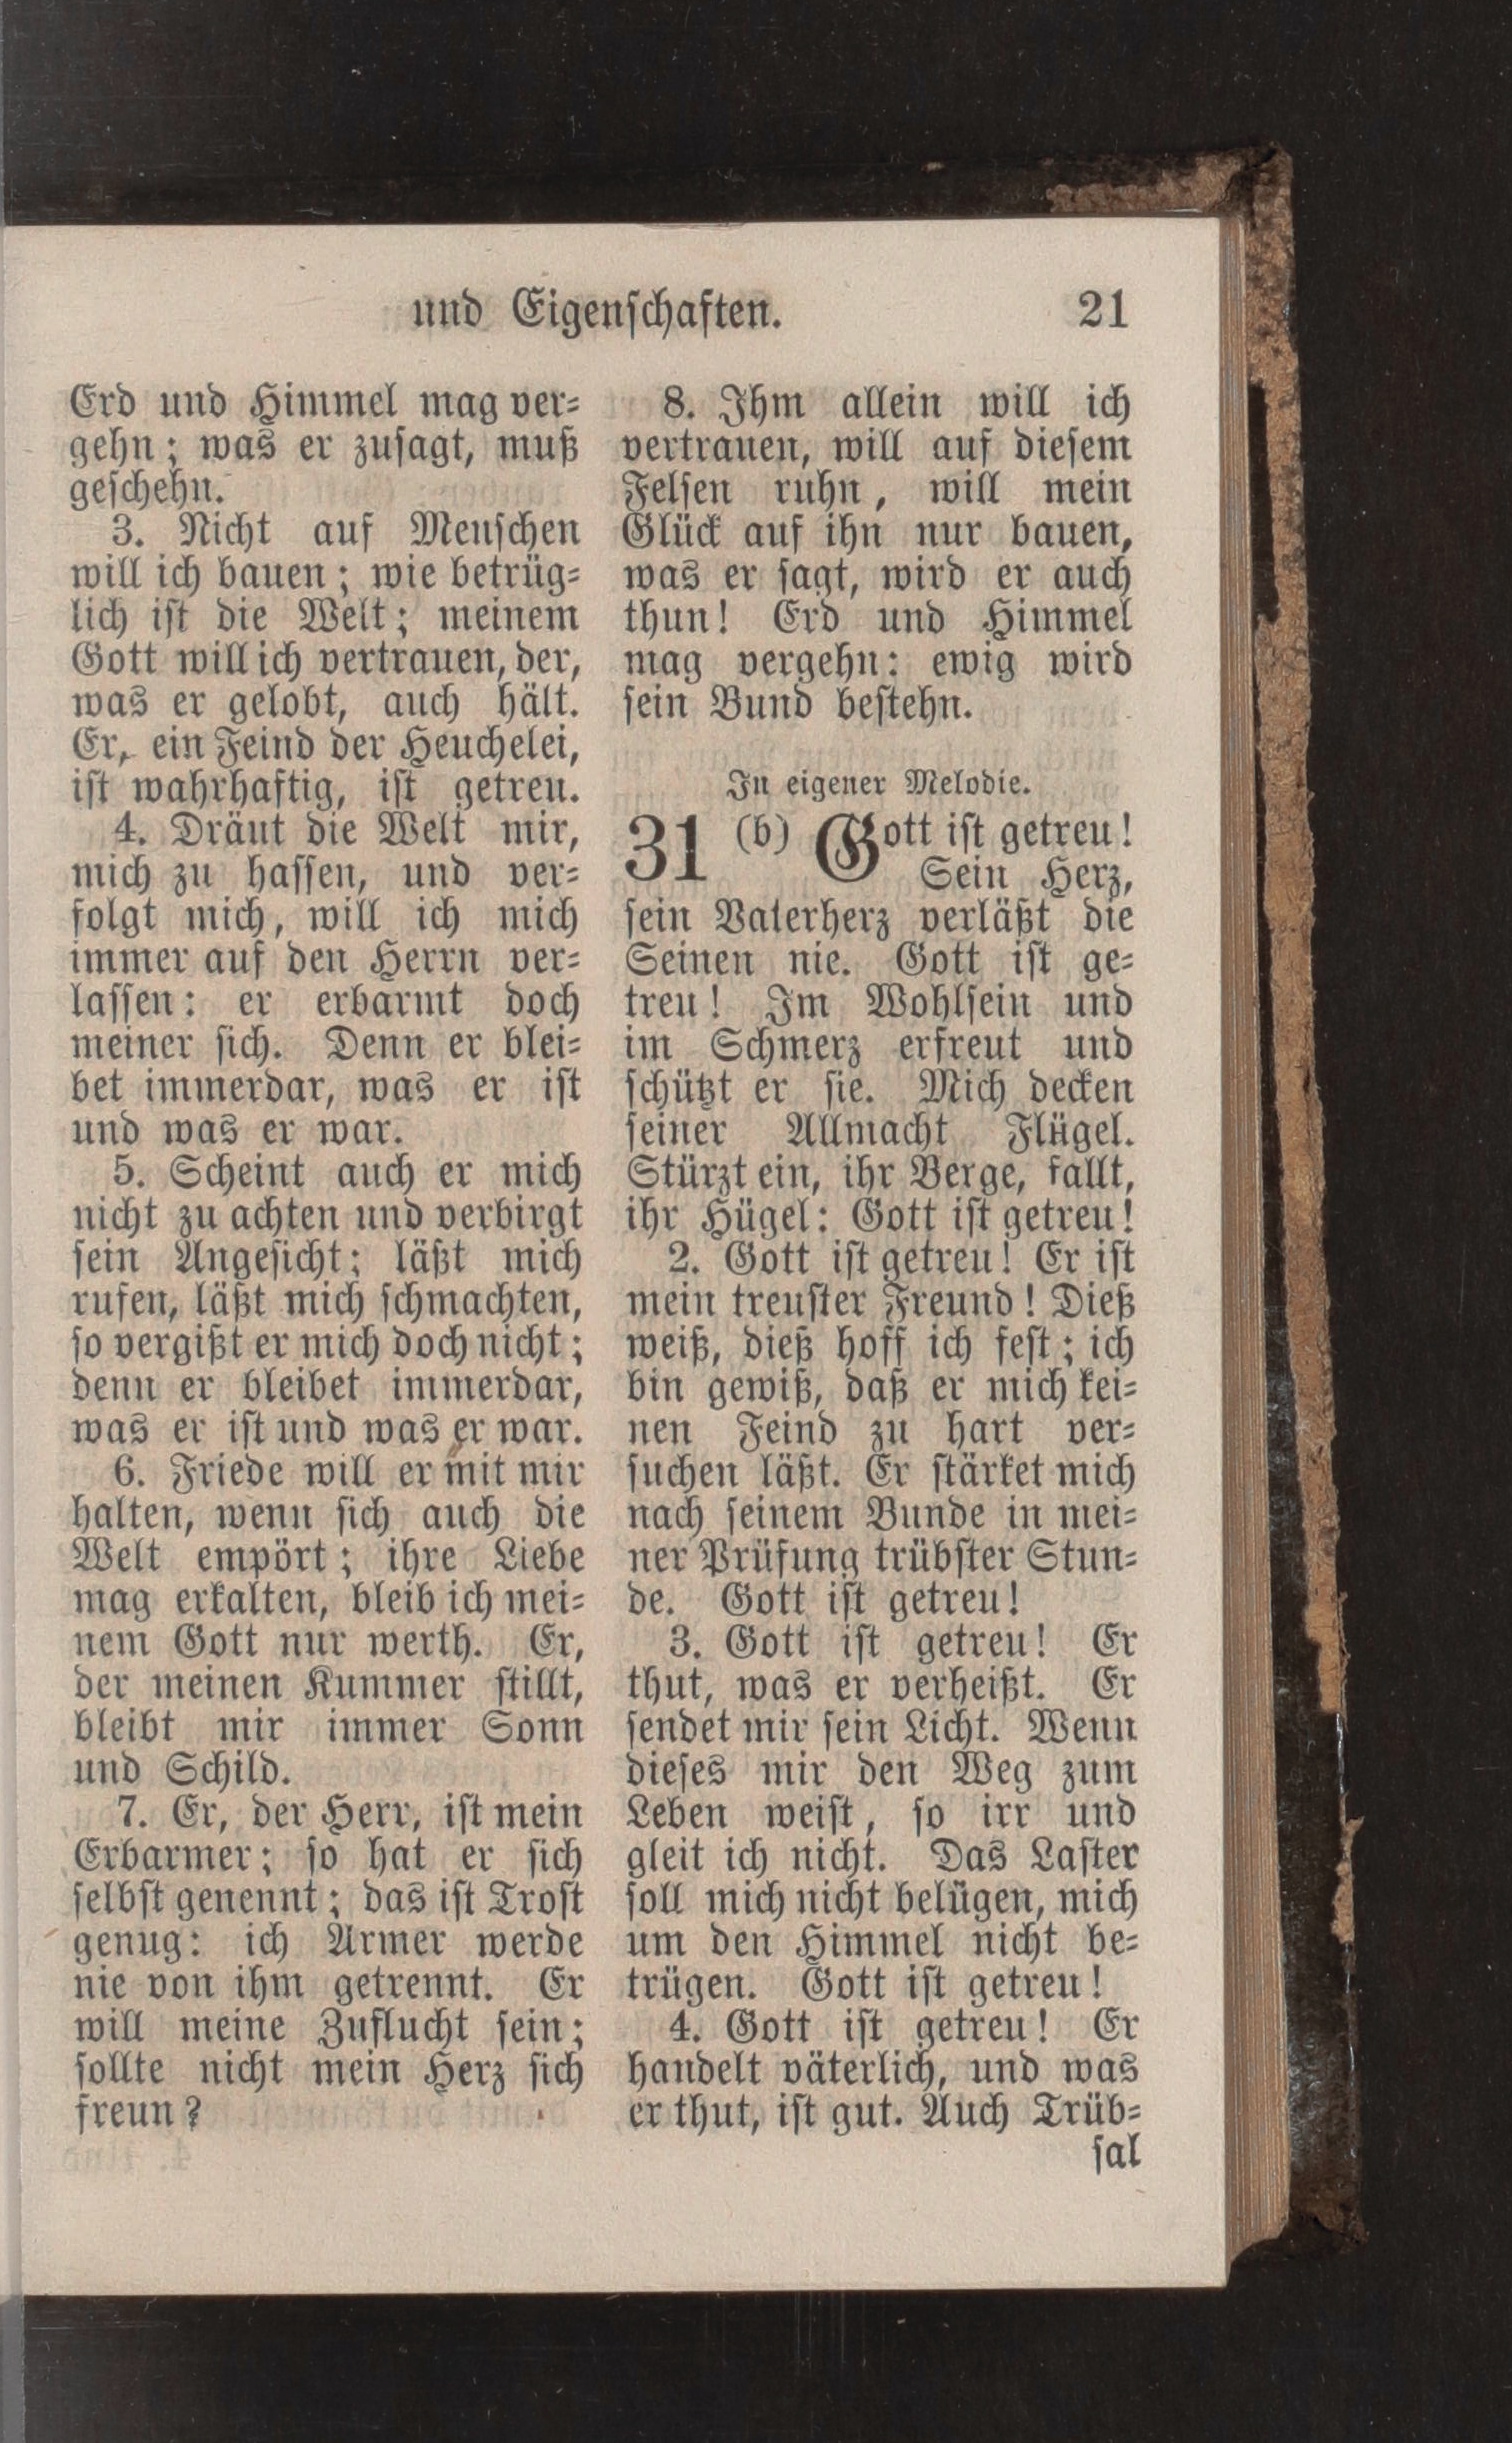 und Eigenschaften. 21
Erd und Himmel mag ver-
gehn; was er zusagt, muß
geschehn.
3. Nicht auf Menschen
will ich bauen; wie betrüg-
lich ist die Welt; meinem
Gott will ich vertrauen, der,
was er gelobt, auch hält.
Er, ein Feind der Heuchelei,
ist wahrhaftig, ist getreu.
4. Dräut die Welt mir,
mich zu hassen, und ver-
folgt mich, will ich mich
immer auf den Herrn ver-
lassen: er erbarmt doch
meiner sich. Denn er blei-
bet immerdar, was er ist
und was er war.
5. Scheint auch er mich
nicht zu achten und verbirgt
sein Angesicht; läßt mich
rufen, läßt mich schmachten,
so vergißt er mich doch nicht;
denn er bleibet immerdar,
was er ist und was er war.
6. Friede will er mit mir
halten, wenn sich auch die
Welt empört; ihre Liebe
mag erkalten, bleib ich mei-
nem Gott nur werth. Er,
der meinen Kummer stillt,
bleibt mir immer Sonn
und Schild.
7. Er, der Herr, ist mein
Erbarmer; so hat er sich
selbst genennt; das ist Trost
genug: ich Armer werde
nie von ihm getrennt. Er
will meine Zuflucht sein;
sollte nicht mein Herz sich
freun?
8. Ihm allein will ich
vertrauen, will auf diesem
Felsen ruhn, will mein
Glück auf ihn nur bauen,
was er sagt, wird er auch
thun! Erd und Himmel
mag vergehn: ewig wird
sein Bund bestehn.
In eigener Melodie.
31 (b) Gott ist getreu!
Sein Herz,
sein Vaterherz verläßt die
Seinen nie. Gott ist ge-
treu! Im Wohlsein und
im Schmerz erfreut und
schützt er sie. Mich decken
seiner Allmacht Flügel.
Stürzt ein, ihr Berge, fallt,
ihr Hügel: Gott ist getreu!
2. Gott ist getreu! Er ist
mein treuster Freund! Dieß
weiß, dieß hoff ich fest; ich
bin gewiß, daß er mich kei-
nen Feind zu hart ver-
suchen läßt. Er stärket mich
nach seinem Bunde in mei-
ner Prüfung trübster Stun-
de. Gott ist getreu!
3. Gott ist getreu! Er
thut, was er verheißt. Er
sendet mir sein Licht. Wenn
dieses mir den Weg zum
Leben weist, so irr und
gleit ich nicht. Das Laster
soll mich nicht belügen, mich
um den Himmel nicht be-
trügen. Gott ist getreu!
4. Gott ist getreu! Er
handelt väterlich, und was
er thut, ist gut. Auch Trüb-
sal